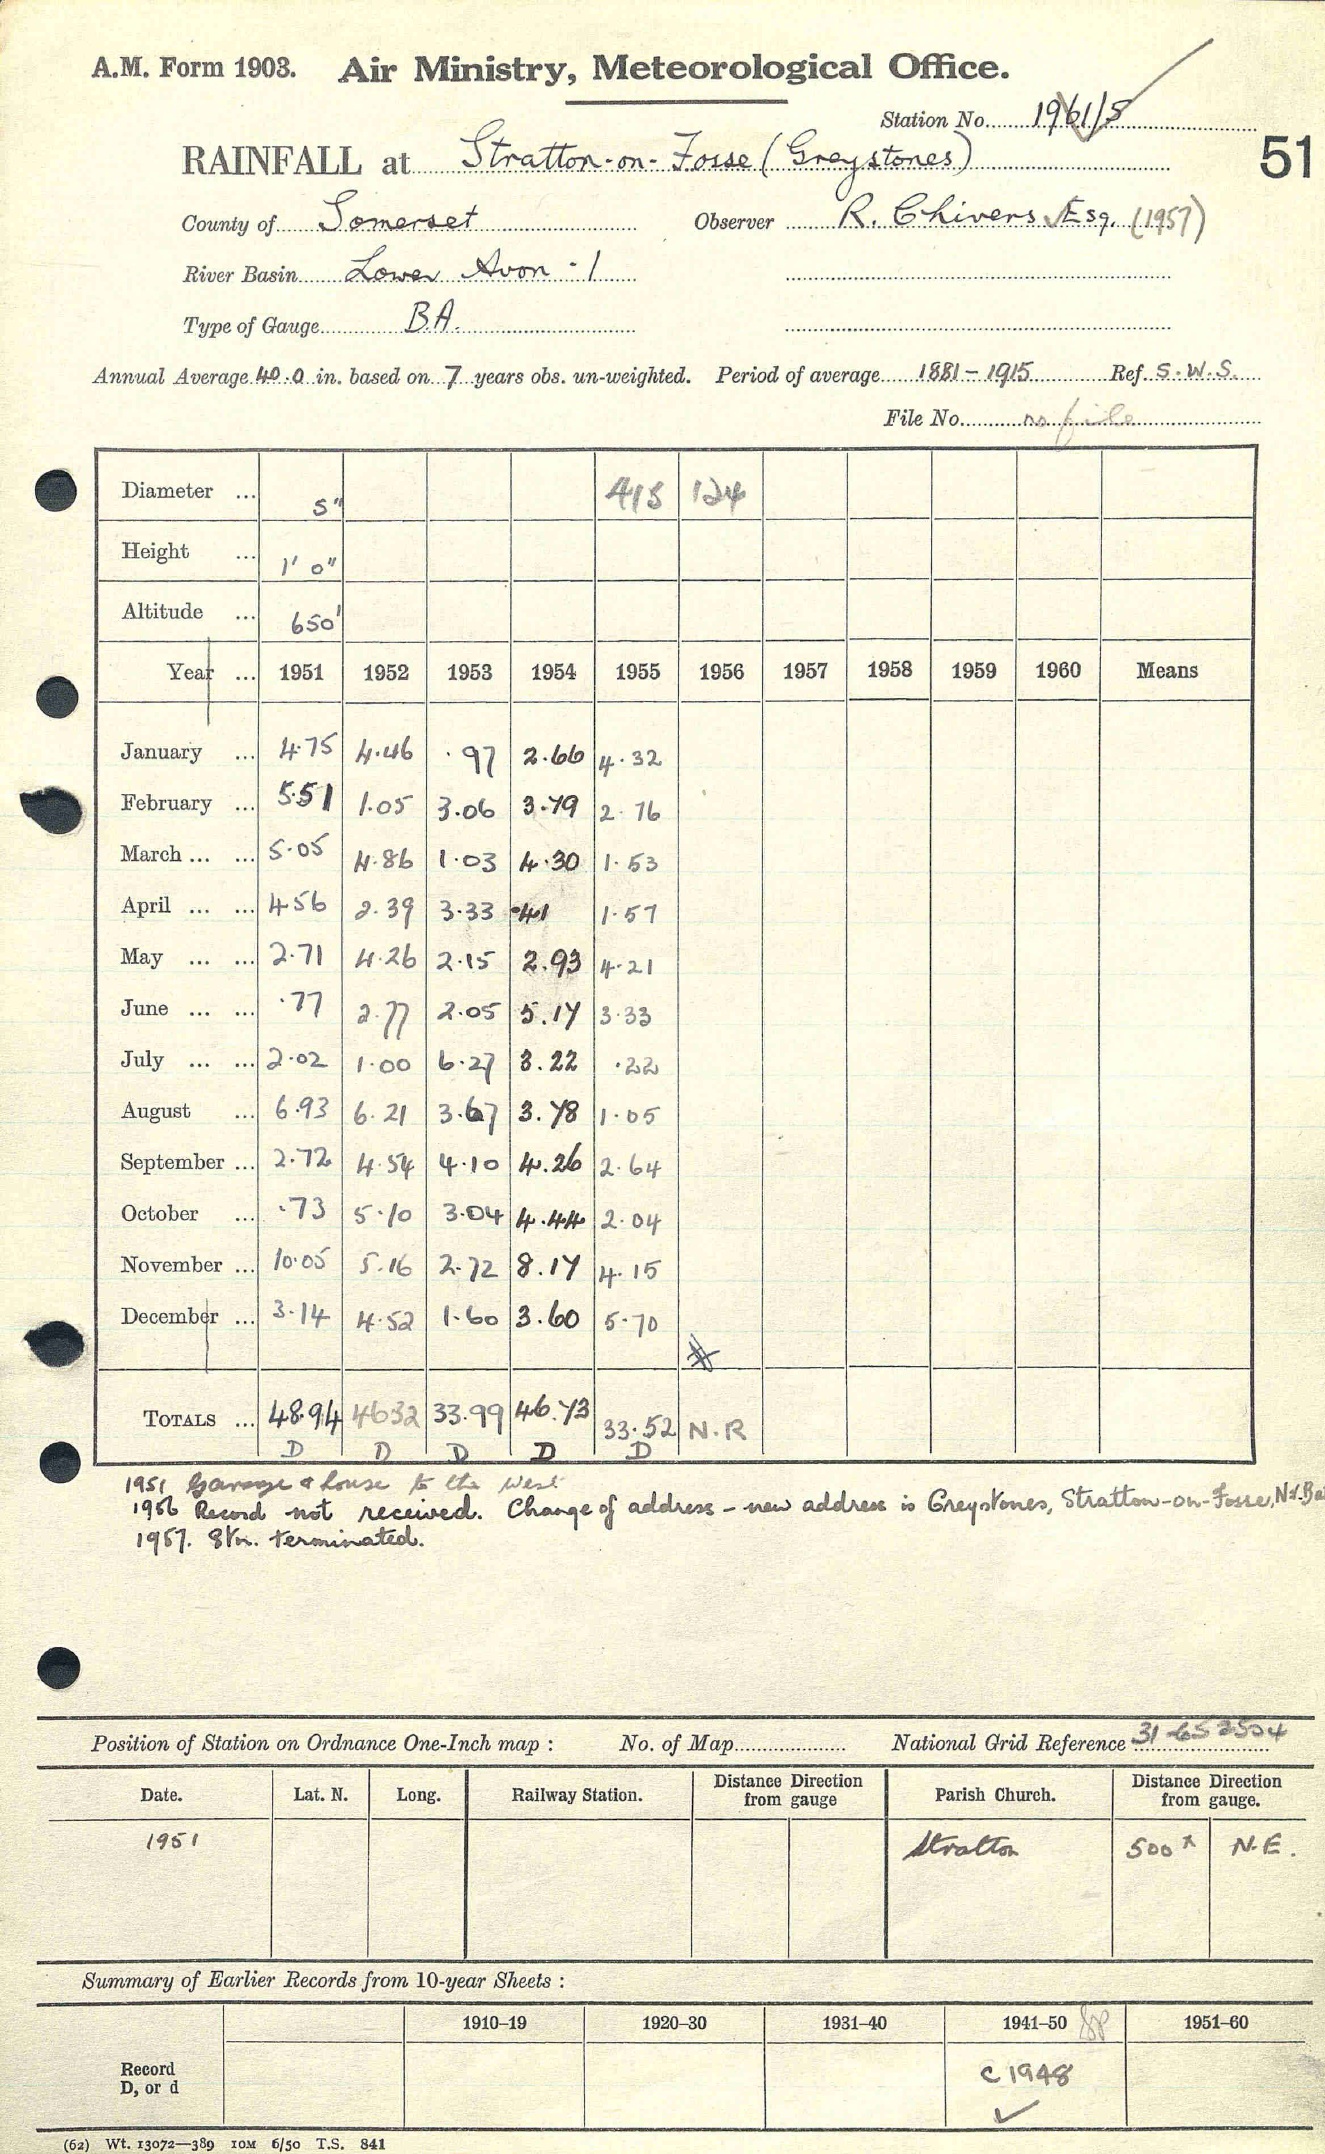 A.M. Form 1903. Air Ministry, Meteorological Office.
Station No. 1961/5
RAINFALL at Stratton-on-Fosse (Greystones)
51
County of Somerset Observer R. Chivers Esq. (1957)
River Basin Lower Avon - 1
Type of Gauge B.A.
Annual Average 40.0 in. based on 7 years obs. un-weighted. Period of average 1881-1915 Ref. S.W.S.
File No. no file
Diameter ... 5" 415 124
Height ... 1' 0"
Altitude ... 650'
Year ... 1951 1952 1953 1954 1955 1956 1957 1958 1959 1960 Means
January ... 4.75 4.46 .97 2.66 4.32
February ... 5.51 1.05 3.06 3.79 2.76
March ... ... 5.05 4.86 1.03 4.30 1.53
April ... ... 4.56 2.39 3.33 .41 1.57
May ... ... 2.71 4.26 2.15 2.93 4.21
June ... ... .77 2.77 2.05 5.17 3.33
July ... ... 2.02 1.00 6.27 3.22 .22
August ... 6.93 6.21 3.67 3.78 1.05
September ... 2.72 4.54 4.10 4.26 2.64
October ... .73 5.10 3.04 4.44 2.04
November ... 10.05 5.16 2.72 8.17 4.15
December ... 3.14 4.52 1.60 3.60 5.70
TOTALS ... 48.94 46.32 33.99 46.73 33.52 N.R
D D D D D
1951 Garage & house to the West
1956 Record not received. Change of address - new address is Greystones, Stratton-on-Fosse, Nr. Ba
1957. Stn. terminated.
Position of Station on Ordnance One-Inch map : No. of Map National Grid Reference 31-652504
Date. Lat. N. Long. Railway Station. Distance Direction from gauge Parish Church. Distance Direction from gauge.
1951 Stratton 500 x N.E.
Summary of Earlier Records from 10-year Sheets :
1910-19 1920-30 1931-40 1941-50 1951-60
Record D, or d C 1948
(62) Wt. 13072—389 10M 6/50 T.S. 841